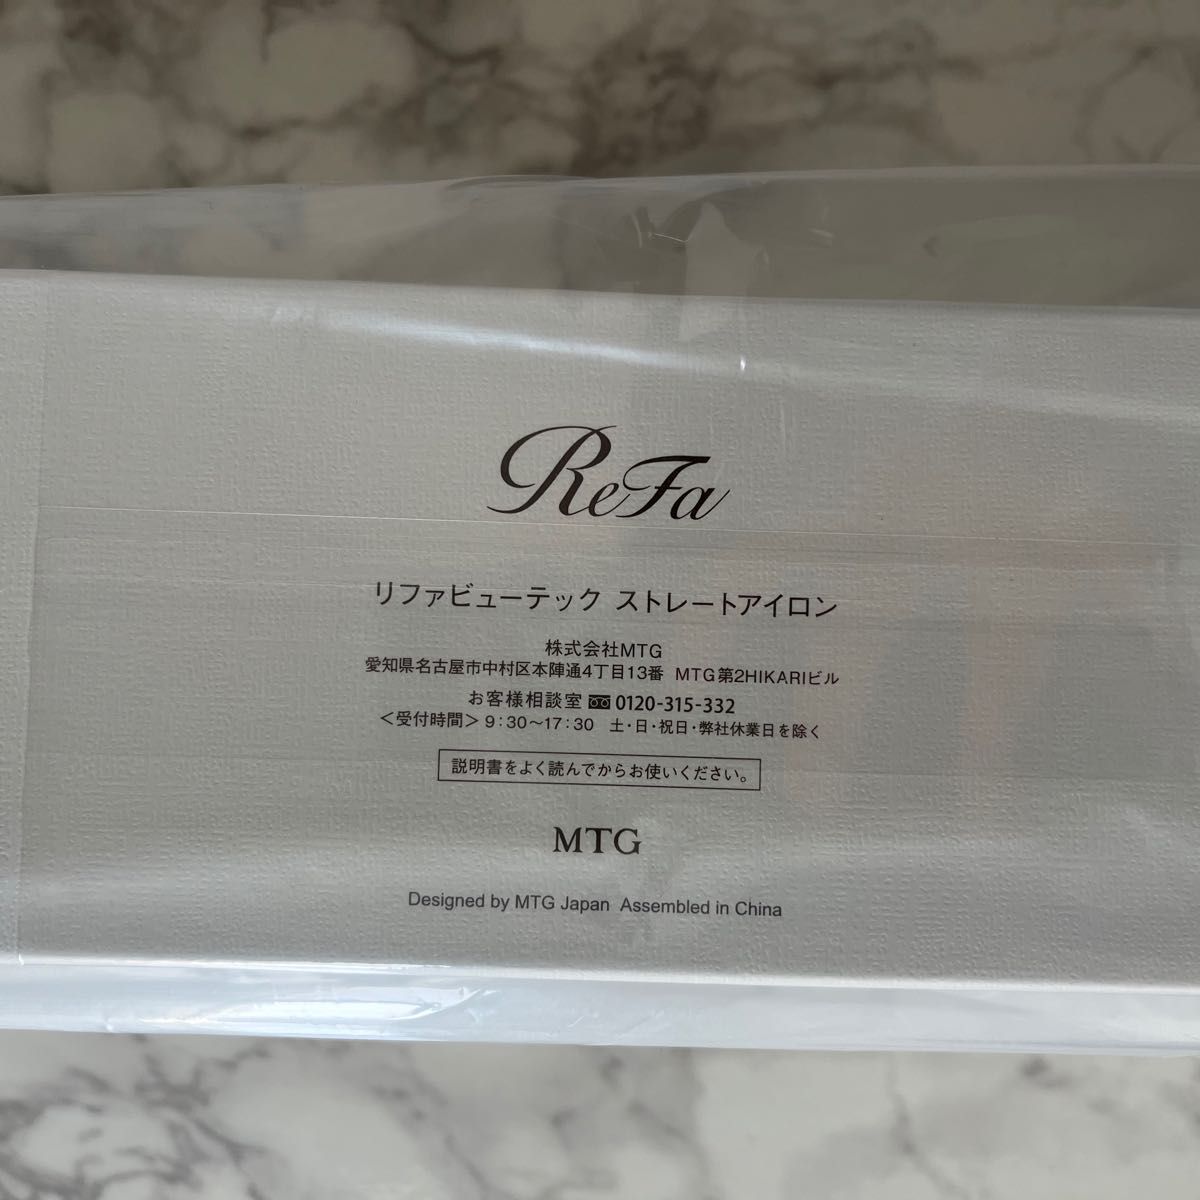 ReFa
リファビューテック ストレートアイロン
株式会社MTG
愛知県名古屋市中村区本陣通4丁目13番 MTG第2HIKARIビル
お客様相談室 0120-315-332
＜受付時間＞9:30〜17:30 土・日・祝日・弊社休業日を除く
説明書をよく読んでからお使いください。
MTG
Designed by MTG Japan Assembled in China